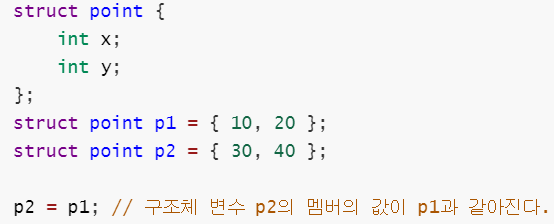 struct point {
    int x;
    int y;
};
struct point p1 = { 10, 20 };
struct point p2 = { 30, 40 };

p2 = p1; // 구조체 변수 p2의 멤버의 값이 p1과 같아진다.